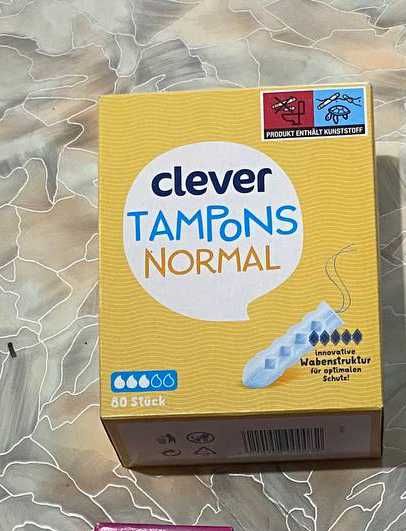 PRODUKT ENTHÄLT KUNSTSTOFF
clever
TAMPONS
NORMAL
innovative
Wabenstruktur
für optimalen
Schutz!
80 Stück